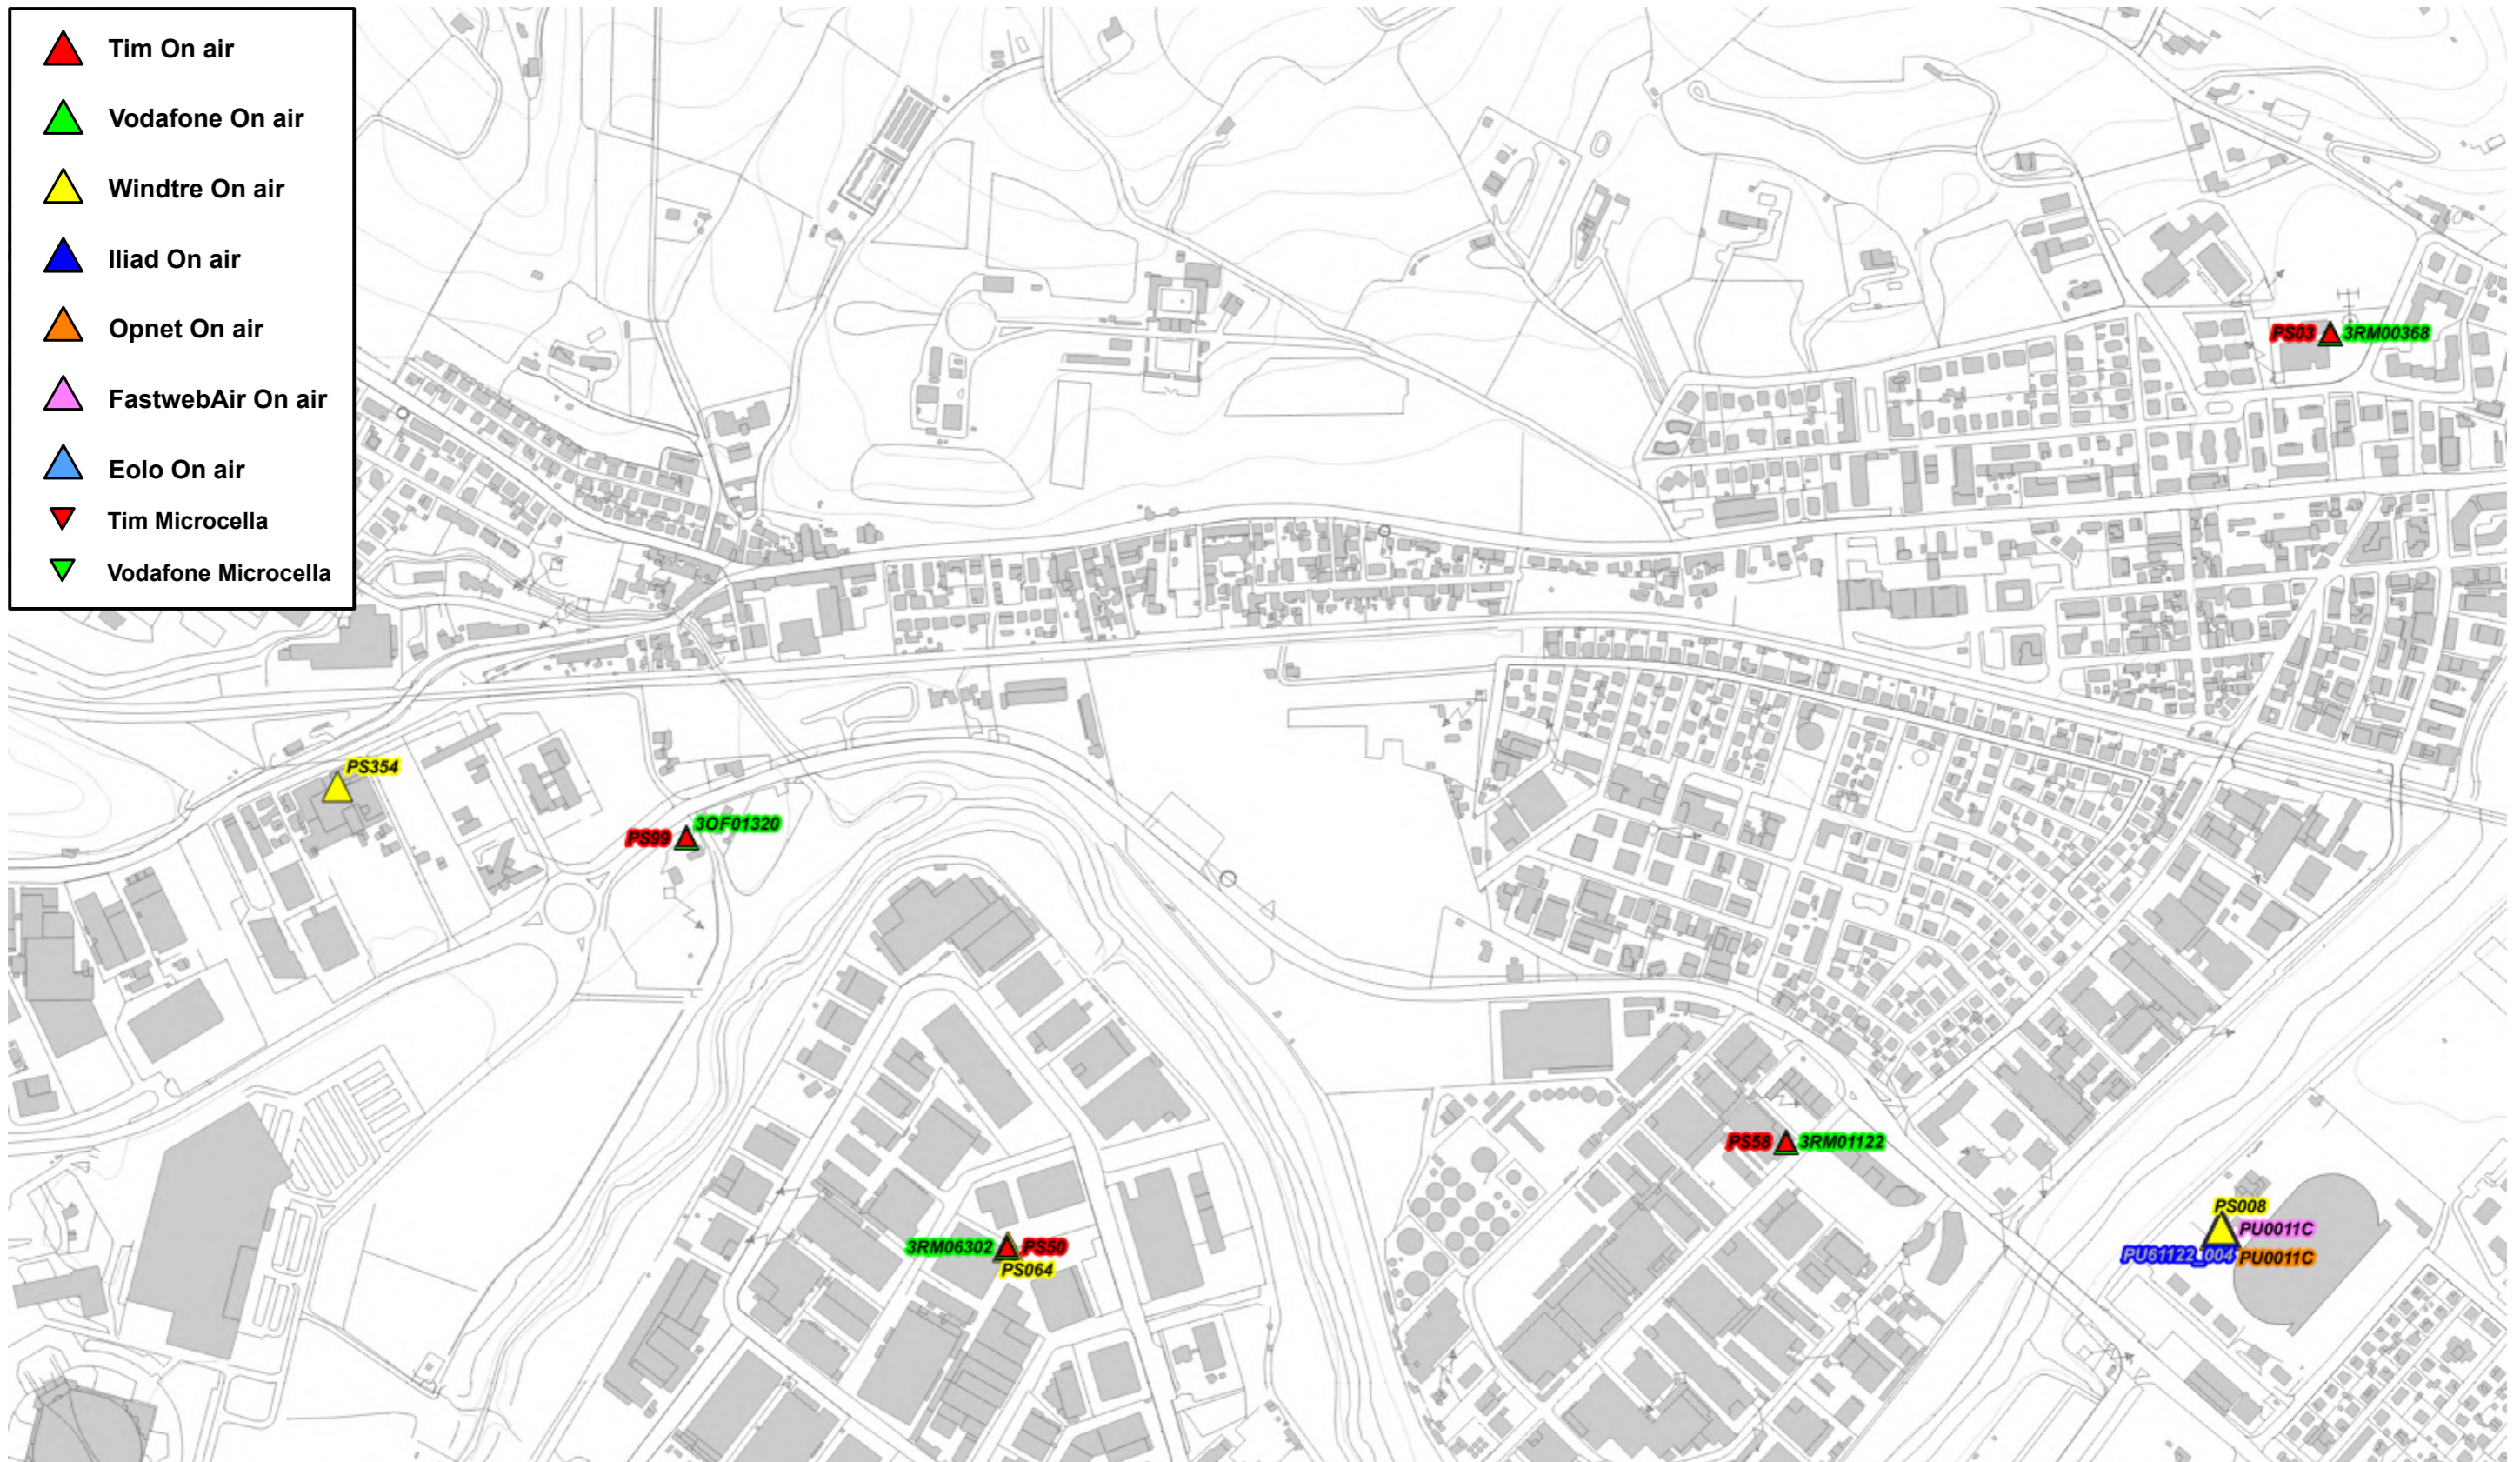 Tim On air
Vodafone On air
Windtre On air
Iliad On air
Opnet On air
FastwebAir On air
Eolo On air
Tim Microcella
Vodafone Microcella
PS03 3RM00368
PS354
3OF01320
PS99
PS58 3RM01122
PS008
PU0011C
PU61122_004 PU0011C
3RM06302 PS50
PS064